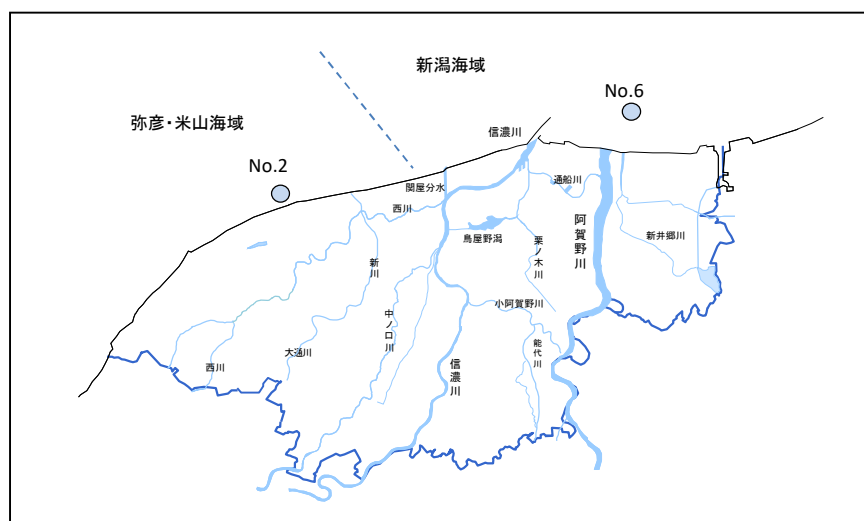 新潟海域
No.6
弥彦・米山海域
信濃川
No.2
関屋分水
通船川
西川
阿賀野川
鳥屋野潟
栗ノ木川
新井郷川
新川
小阿賀野川
中ノ口川
能代川
大通川
西川
信濃川